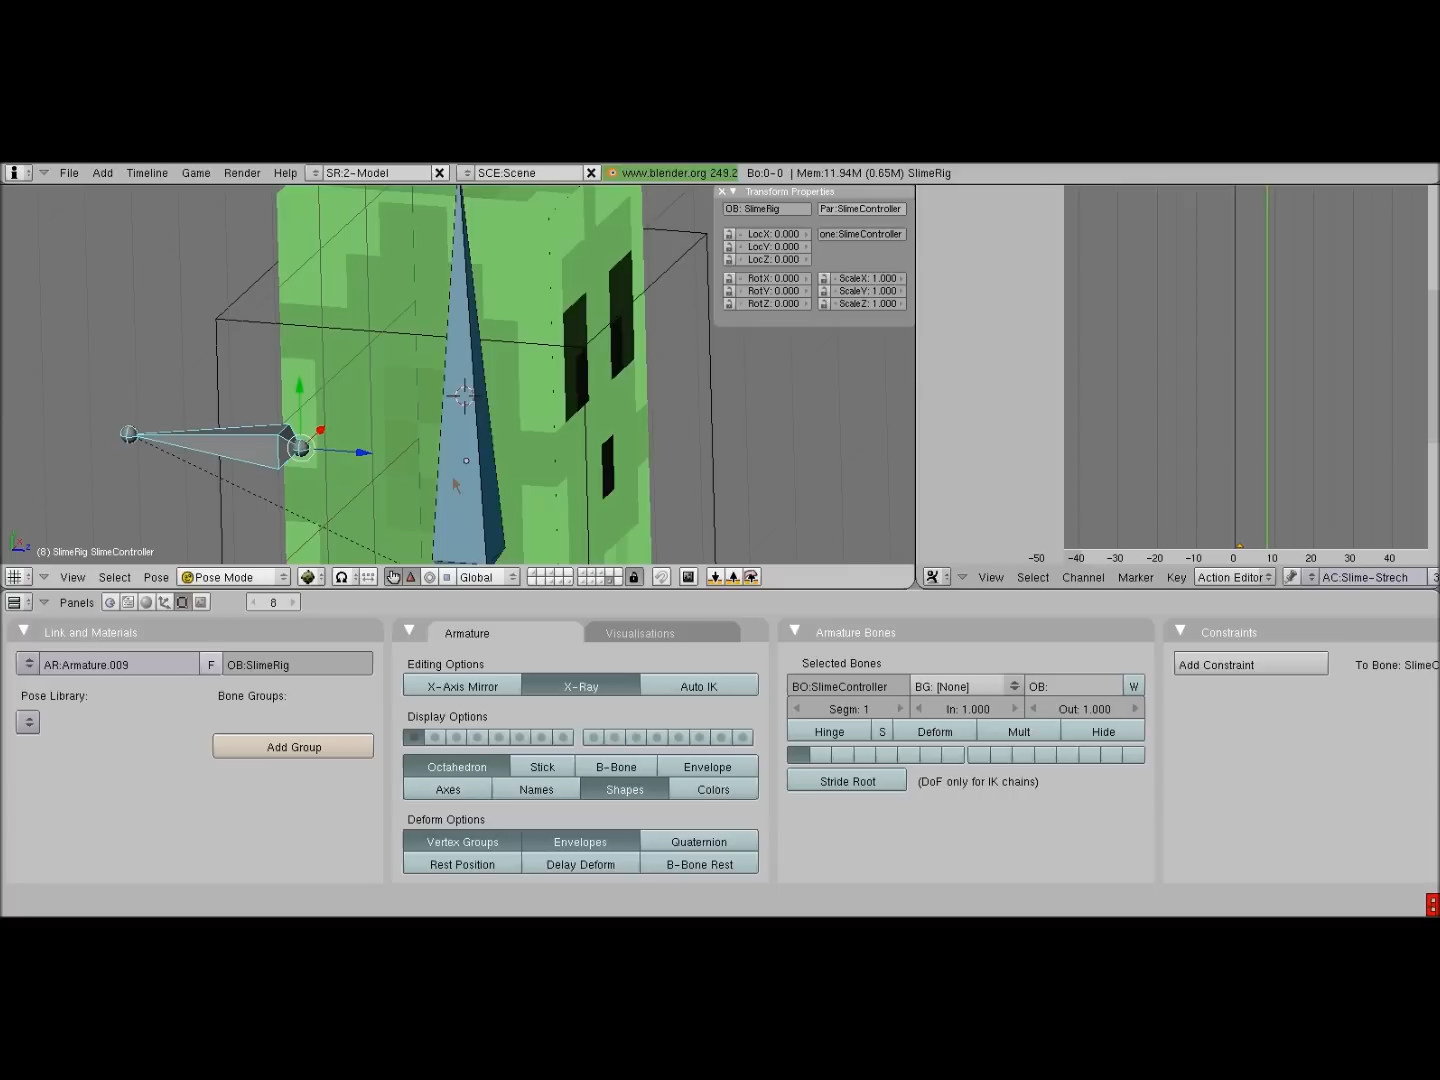 File Add Timeline Game Render Help SR:2-Model SCE:Scene www.blender.org 249.2 Bo:0-0 | Mem:11.94M (0.65M) SlimeRig
Transform Properties
OB: SlimeRig Par:SlimeController
LocX: 0.000 one:SlimeController
LocY: 0.000
LocZ: 0.000
RotX: 0.000 ScaleX: 1.000
RotY: 0.000 ScaleY: 1.000
RotZ: 0.000 ScaleZ: 1.000
(8) SlimeRig SlimeController
-50 -40 -30 -20 -10 0 10 20 30 40
View Select Pose Pose Mode Global
View Select Channel Marker Key Action Editor AC:Slime-Strech 3
Panels 8
Link and Materials
AR:Armature.009 F OB:SlimeRig
Pose Library: Bone Groups:
Add Group
Armature Visualisations
Editing Options
X-Axis Mirror X-Ray Auto IK
Display Options
Octahedron Stick B-Bone Envelope
Axes Names Shapes Colors
Deform Options
Vertex Groups Envelopes Quaternion
Rest Position Delay Deform B-Bone Rest
Armature Bones
Selected Bones
BO:SlimeController BG: [None] OB: W
Segm: 1 In: 1.000 Out: 1.000
Hinge S Deform Mult Hide
Stride Root (DoF only for IK chains)
Constraints
Add Constraint To Bone: SlimeC